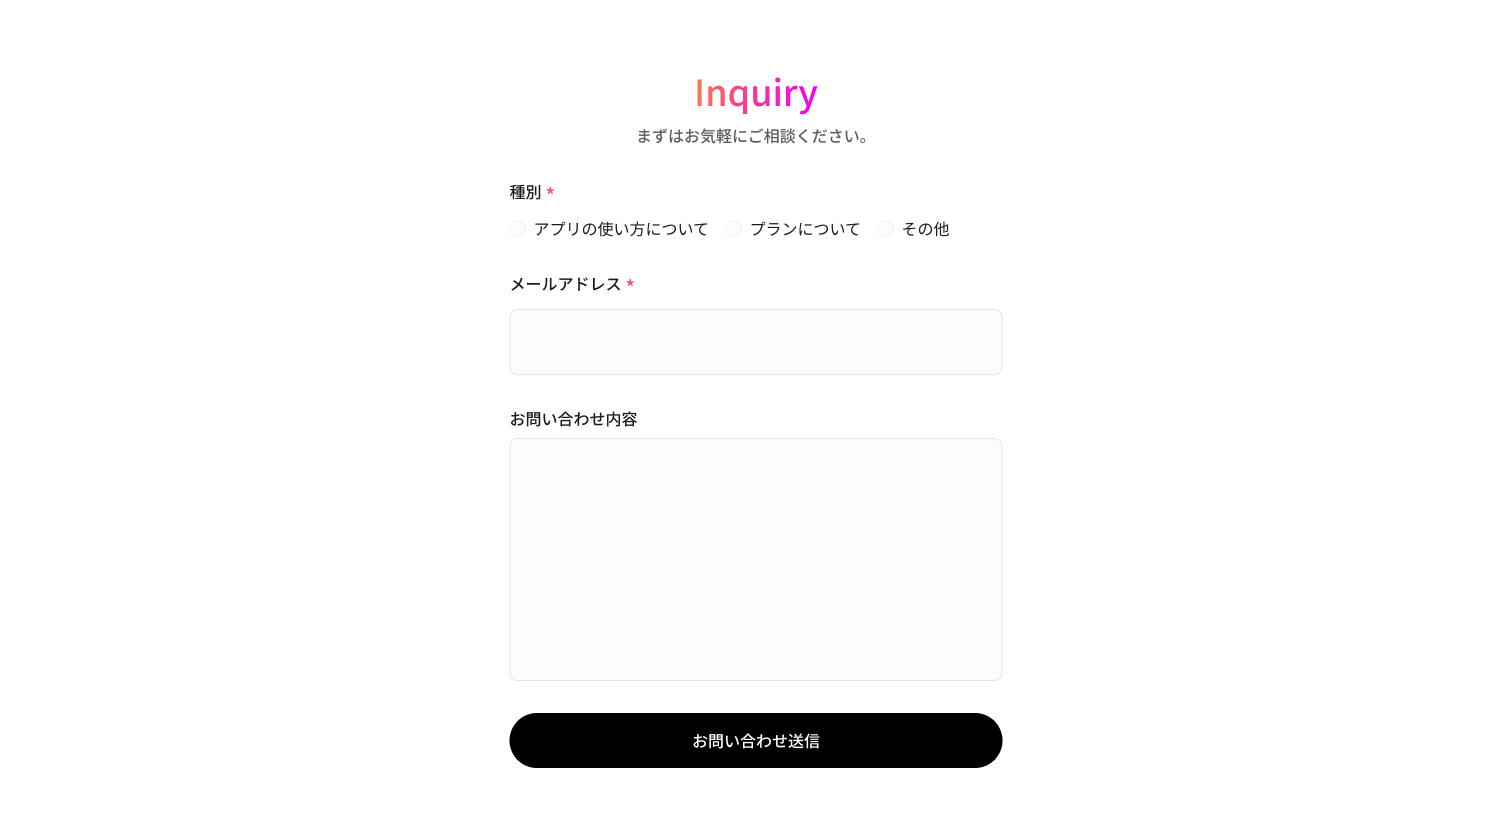 Inquiry
まずはお気軽にご相談ください。
種別 *
アプリの使い方について プランについて その他
メールアドレス *
お問い合わせ内容
お問い合わせ送信